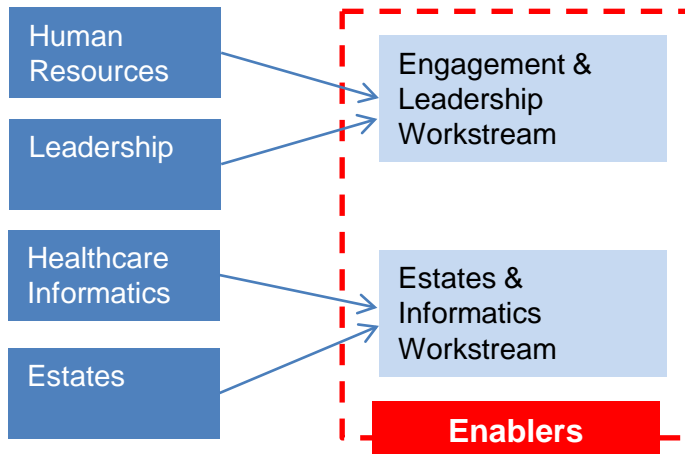 Human
Resources
Leadership
Healthcare
Informatics
Estates
Engagement &
Leadership
Workstream
Estates &
Informatics
Workstream
Enablers